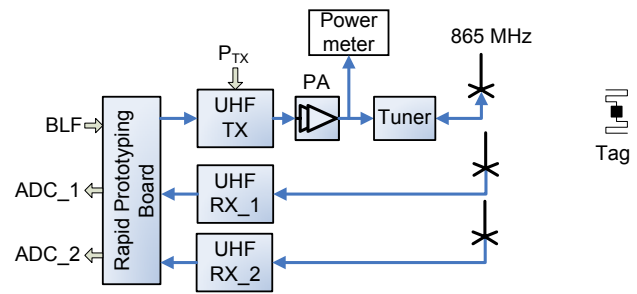 Power
meter
865 MHz
PTX
PA
UHF
TX
Tuner
BLF
Rapid Prototyping
Board
Tag
ADC_1
UHF
RX_1
ADC_2
UHF
RX_2